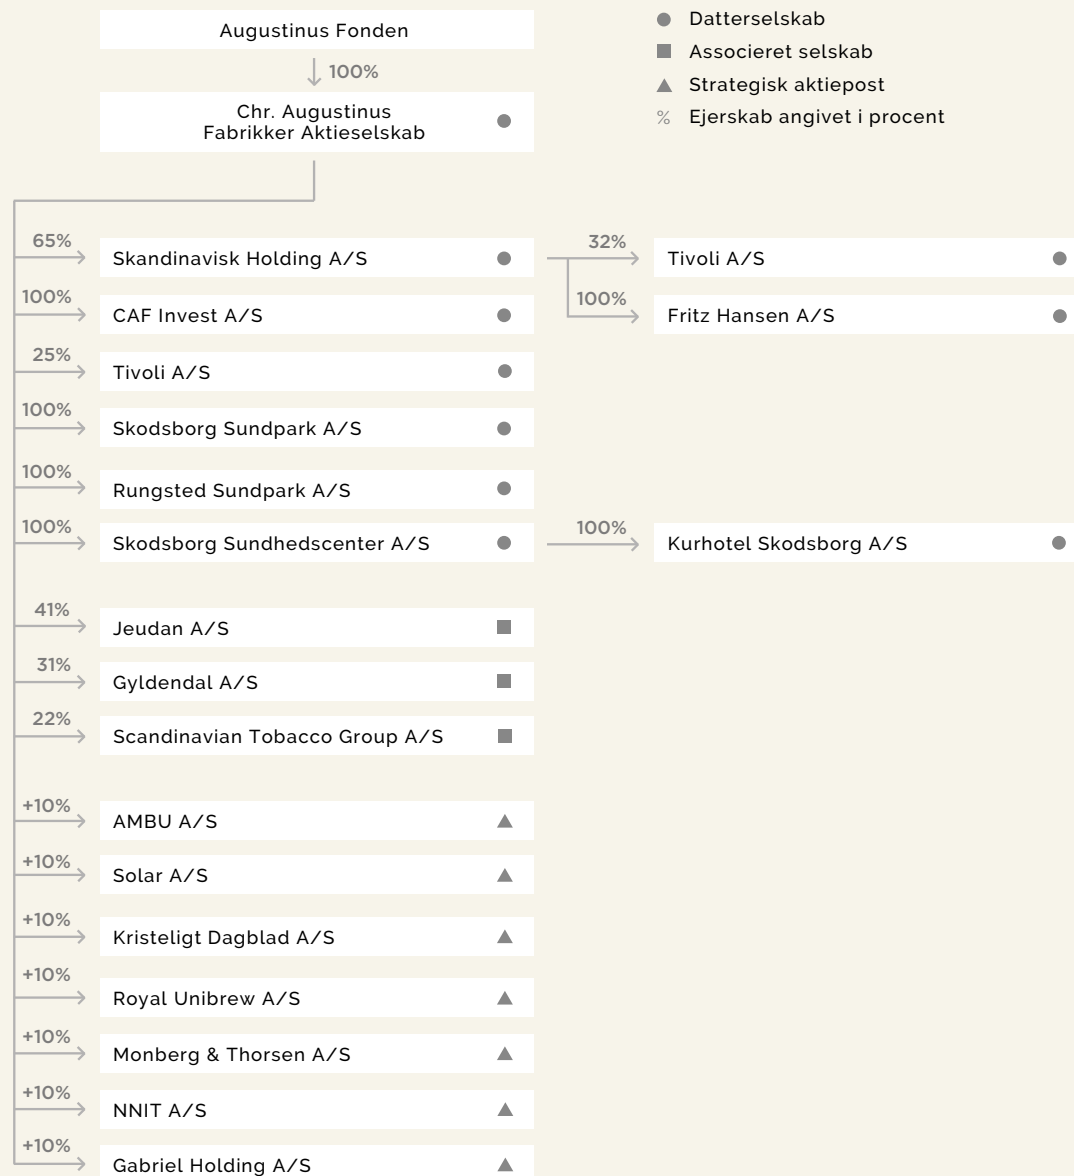 Augustinus Fonden
100%
Chr. Augustinus
Fabrikker Aktieselskab
Datterselskab
Associeret selskab
Strategisk aktiepost
% Ejerskab angivet i procent
65%
Skandinavisk Holding A/S
32%
Tivoli A/S
100%
Fritz Hansen A/S
100%
CAF Invest A/S
25%
Tivoli A/S
100%
Skodsborg Sundpark A/S
100%
Rungsted Sundpark A/S
100%
Skodsborg Sundhedscenter A/S
100%
Kurhotel Skodsborg A/S
41%
Jeudan A/S
31%
Gyldendal A/S
22%
Scandinavian Tobacco Group A/S
+10%
AMBU A/S
+10%
Solar A/S
+10%
Kristeligt Dagblad A/S
+10%
Royal Unibrew A/S
+10%
Monberg & Thorsen A/S
+10%
NNIT A/S
+10%
Gabriel Holding A/S